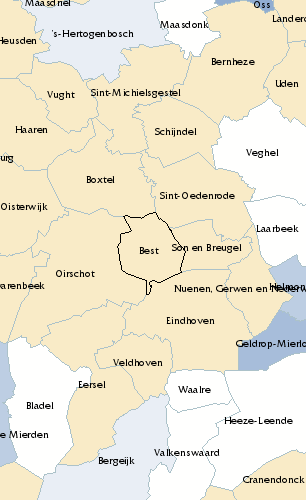 Maasdriel
Oss
Landerd
Maasdonk
's-Hertogenbosch
Heusden
Bernheze
Uden
Vught
Sint-Michielsgestel
Haaren
Schijndel
Veghel
urg
Boxtel
Sint-Oedenrode
Oisterwijk
Laarbeek
Best
Son en Breugel
Oirschot
varenbeek
Nuenen, Gerwen en Nederw
Helmon
Eindhoven
Geldrop-Mierlo
Veldhoven
Eersel
Waalre
Bladel
Heeze-Leende
e Mierden
Valkenswaard
Bergeijk
Cranendonck